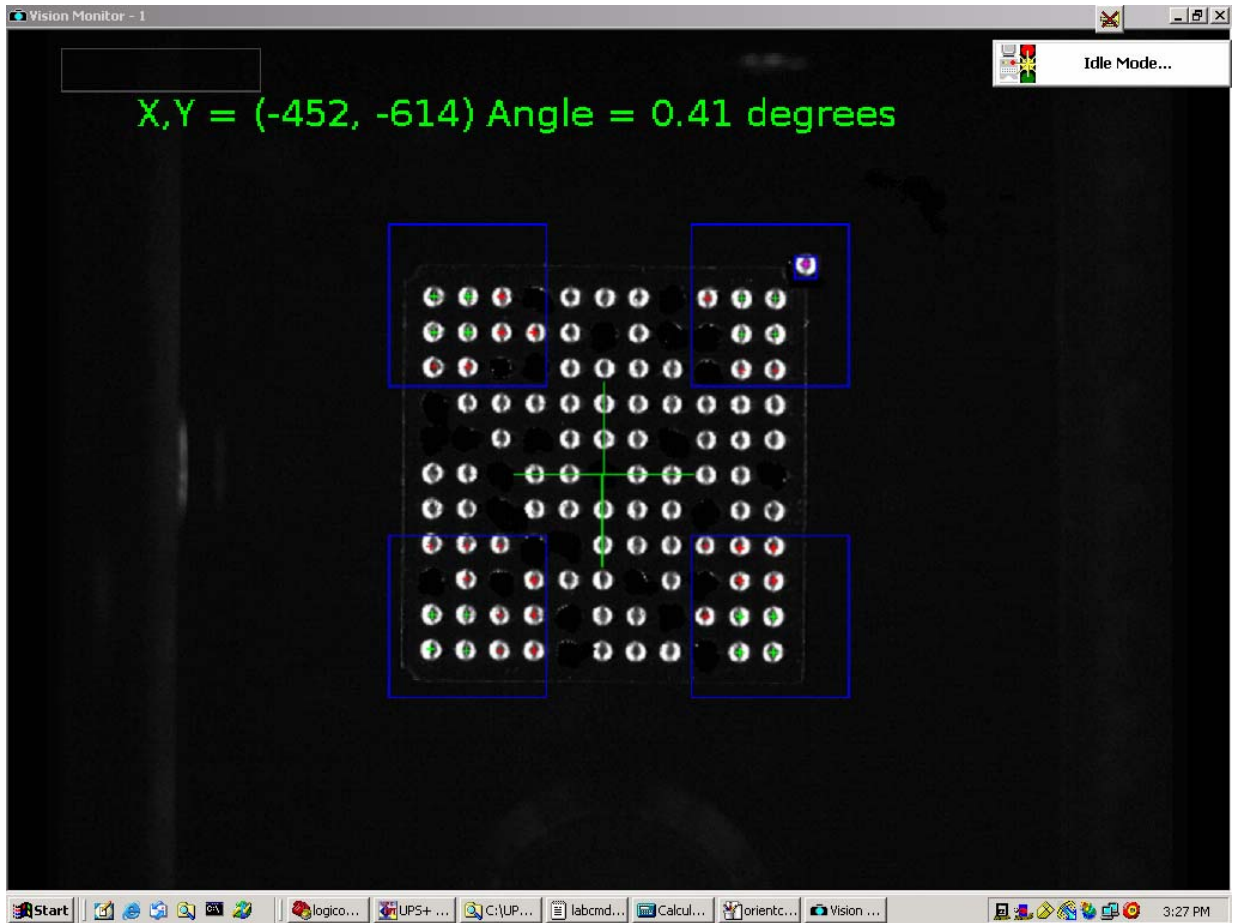 Vision Monitor - 1
Idle Mode...
X,Y = (-452, -614) Angle = 0.41 degrees
Start
logico...
UPS+ ...
C:\UP...
labcmd...
Calcul...
orientc...
Vision ...
3:27 PM